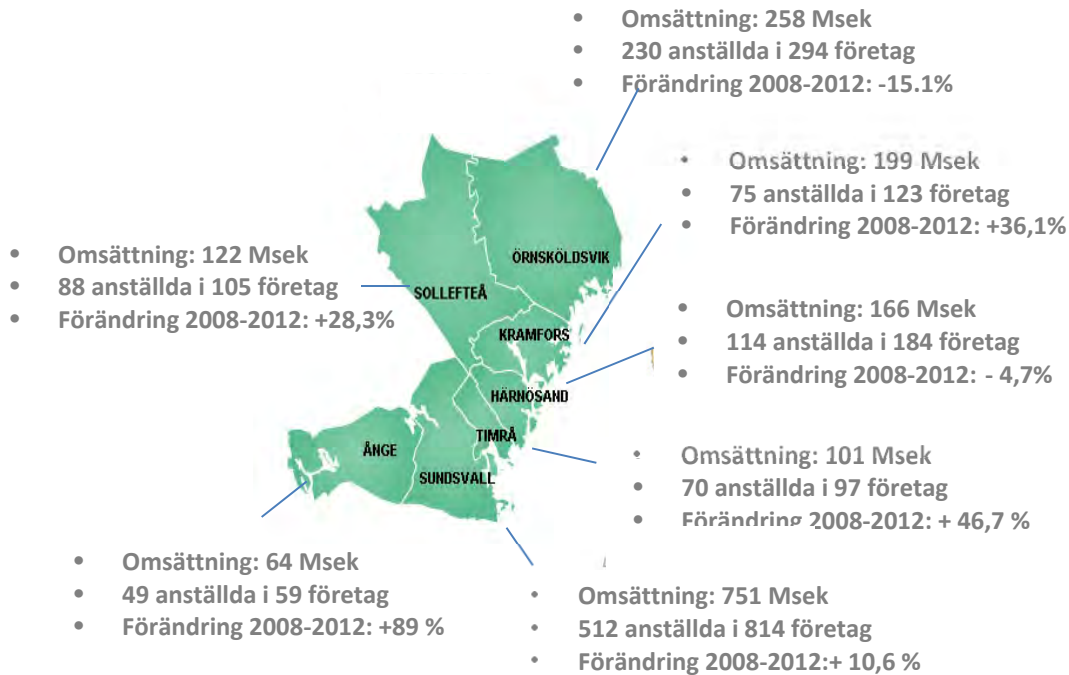 • Omsättning: 258 Msek
• 230 anställda i 294 företag
• Förändring 2008-2012: -15.1%
• Omsättning: 199 Msek
• 75 anställda i 123 företag
• Förändring 2008-2012: +36,1%
• Omsättning: 122 Msek
• 88 anställda i 105 företag
• Förändring 2008-2012: +28,3%
ÖRNSKÖLDSVIK
SOLLEFTEÅ
KRAMFORS
• Omsättning: 166 Msek
• 114 anställda i 184 företag
• Förändring 2008-2012: - 4,7%
HÄRNÖSAND
TIMRÅ
ÅNGE
SUNDSVALL
• Omsättning: 101 Msek
• 70 anställda i 97 företag
• Förändring 2008-2012: + 46,7 %
• Omsättning: 64 Msek
• 49 anställda i 59 företag
• Förändring 2008-2012: +89 %
• Omsättning: 751 Msek
• 512 anställda i 814 företag
• Förändring 2008-2012:+ 10,6 %